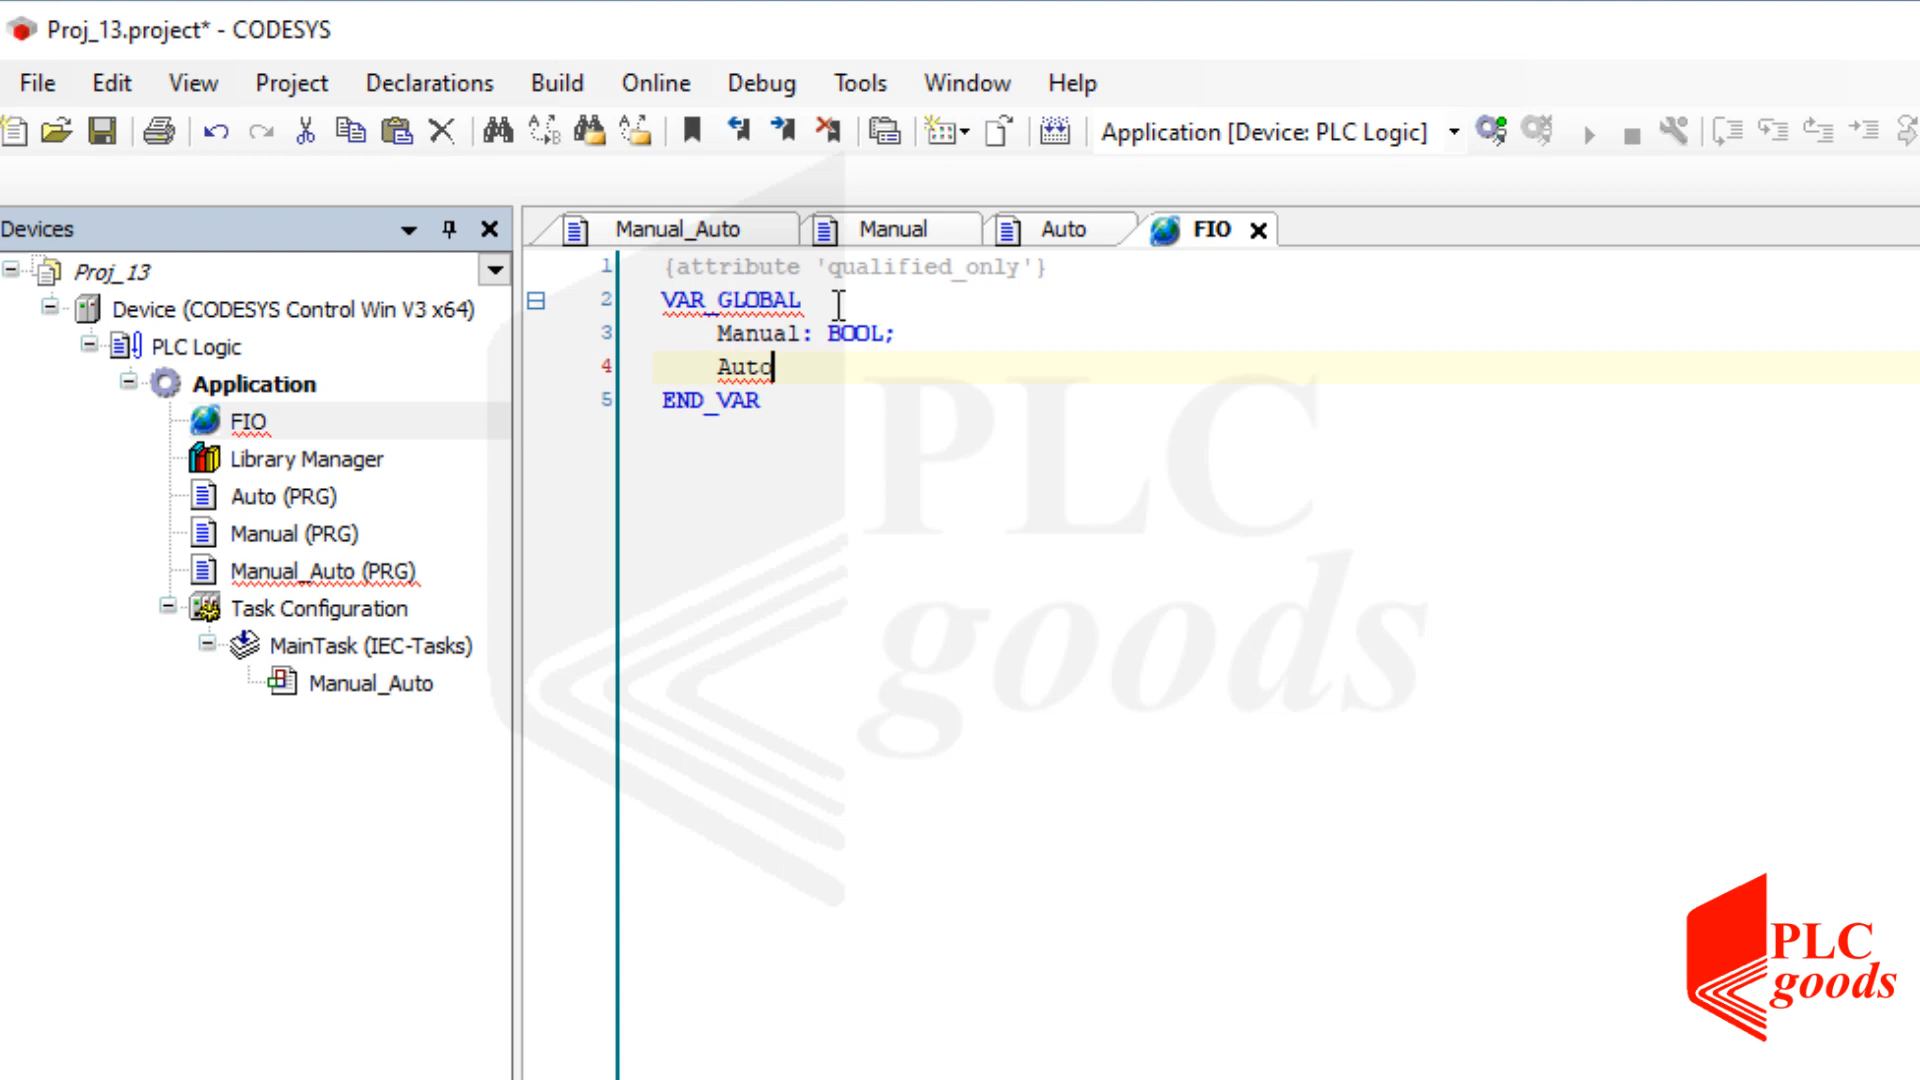 Proj_13.project* - CODESYS
File Edit View Project Declarations Build Online Debug Tools Window Help
Application [Device: PLC Logic]
Devices
Manual_Auto Manual Auto FIO
Proj_13
Device (CODESYS Control Win V3 x64)
PLC Logic
Application
FIO
Library Manager
Auto (PRG)
Manual (PRG)
Manual_Auto (PRG)
Task Configuration
MainTask (IEC-Tasks)
Manual_Auto
1 {attribute 'qualified_only'}
2 VAR_GLOBAL
3 Manual: BOOL;
4 Auto
5 END_VAR
PLC
goods
PLC
goods